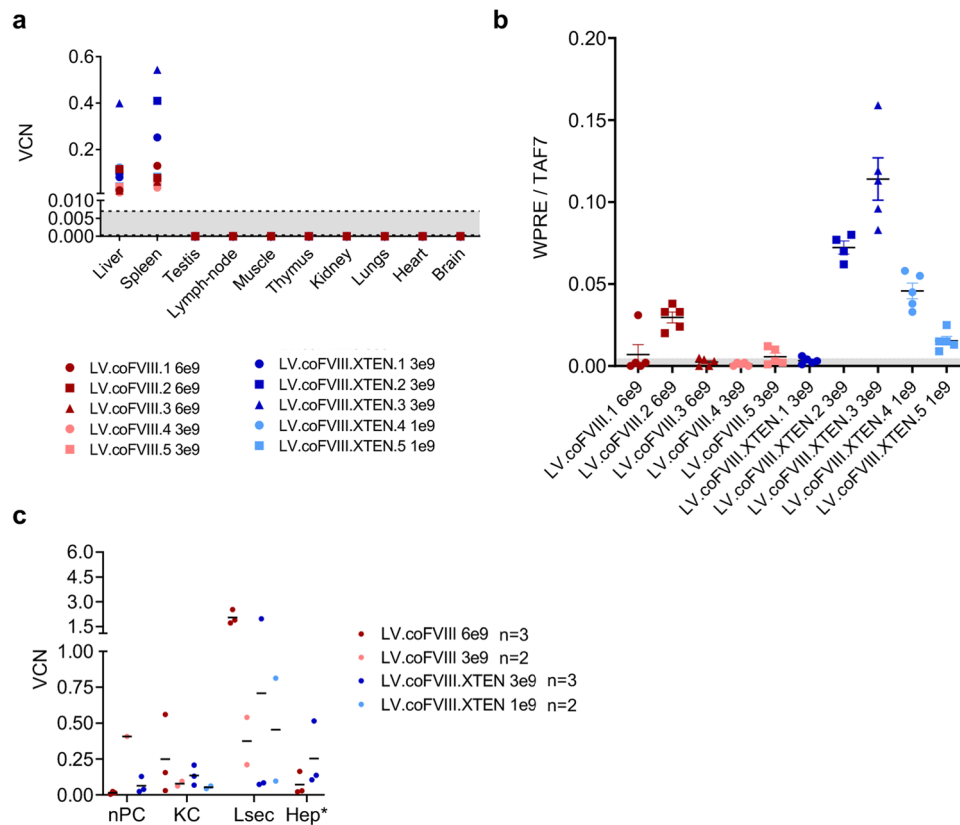 a
0.6
0.4
0.2
0.010
0.005
0.000
VCN
Liver
Spleen
Testis
Lymph-node
Muscle
Thymus
Kidney
Lungs
Heart
Brain
LV.coFVIII.1 6e9
LV.coFVIII.2 6e9
LV.coFVIII.3 6e9
LV.coFVIII.4 3e9
LV.coFVIII.5 3e9
LV.coFVIII.XTEN.1 3e9
LV.coFVIII.XTEN.2 3e9
LV.coFVIII.XTEN.3 3e9
LV.coFVIII.XTEN.4 1e9
LV.coFVIII.XTEN.5 1e9
b
0.20
0.15
0.10
0.05
0.00
WPRE / TAF7
LV.coFVIII.1 6e9
LV.coFVIII.2 6e9
LV.coFVIII.3 6e9
LV.coFVIII.4 3e9
LV.coFVIII.5 3e9
LV.coFVIII.XTEN.1 3e9
LV.coFVIII.XTEN.2 3e9
LV.coFVIII.XTEN.3 3e9
LV.coFVIII.XTEN.4 1e9
LV.coFVIII.XTEN.5 1e9
c
6.0
4.5
3.0
1.5
1.00
0.75
0.50
0.25
0.00
VCN
nPC
KC
Lsec
Hep*
LV.coFVIII 6e9 n=3
LV.coFVIII 3e9 n=2
LV.coFVIII.XTEN 3e9 n=3
LV.coFVIII.XTEN 1e9 n=2